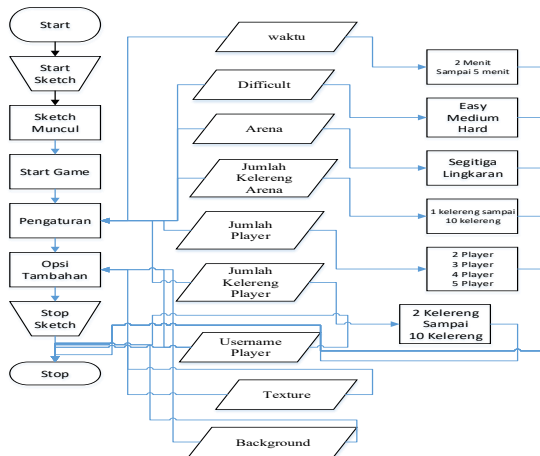 Start
Start
Sketch
Sketch
Muncul
Start Game
Pengaturan
Opsi
Tambahan
Stop
Sketch
Stop
waktu
Difficult
Arena
Jumlah
Kelereng
Arena
Jumlah
Player
Jumlah
Kelereng
Player
Username
Player
Texture
Background
2 Menit
Sampai 5 menit
Easy
Medium
Hard
Segitiga
Lingkaran
1 kelereng sampai
10 kelereng
2 Player
3 Player
4 Player
5 Player
2 Kelereng
Sampai
10 Kelereng